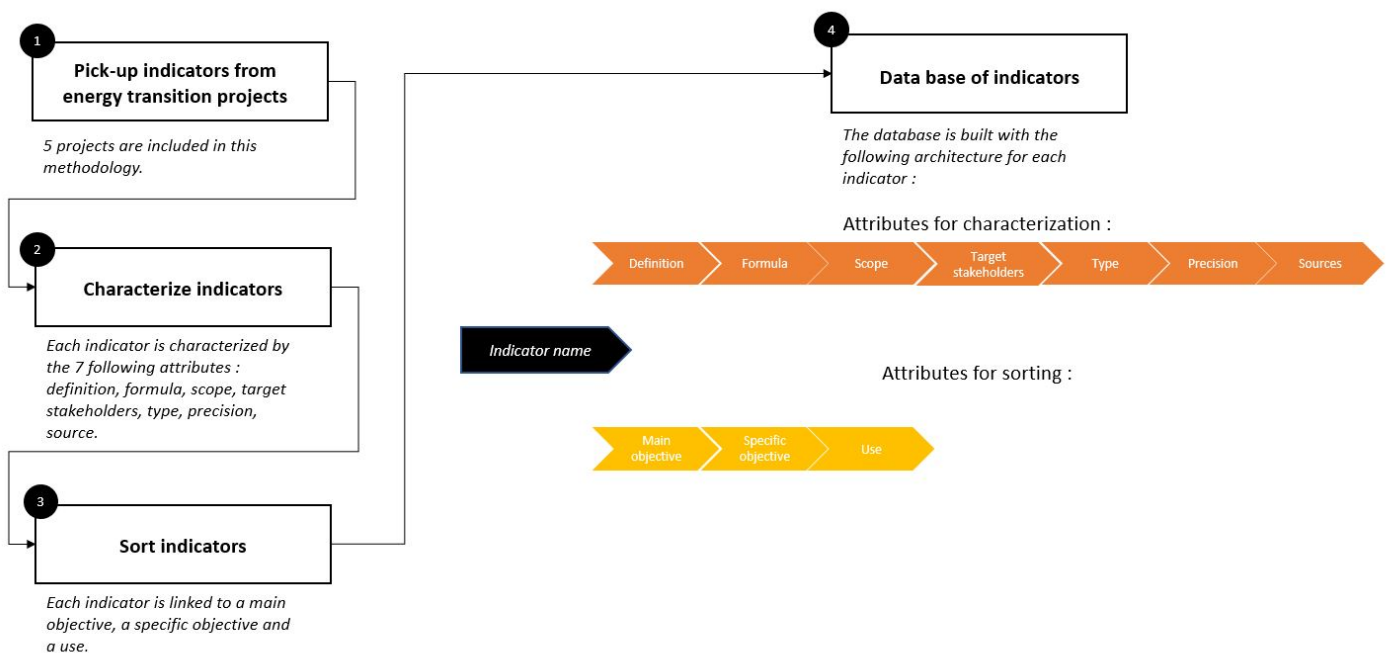 1
Pick-up indicators from
energy transition projects
5 projects are included in this
methodology.
2
Characterize indicators
Each indicator is characterized by
the 7 following attributes :
definition, formula, scope, target
stakeholders, type, precision,
source.
3
Sort indicators
Each indicator is linked to a main
objective, a specific objective and
a use.
4
Data base of indicators
The database is built with the
following architecture for each
indicator :
Attributes for characterization :
Definition
Formula
Scope
Target
stakeholders
Type
Precision
Sources
Indicator name
Attributes for sorting :
Main
objective
Specific
objective
Use